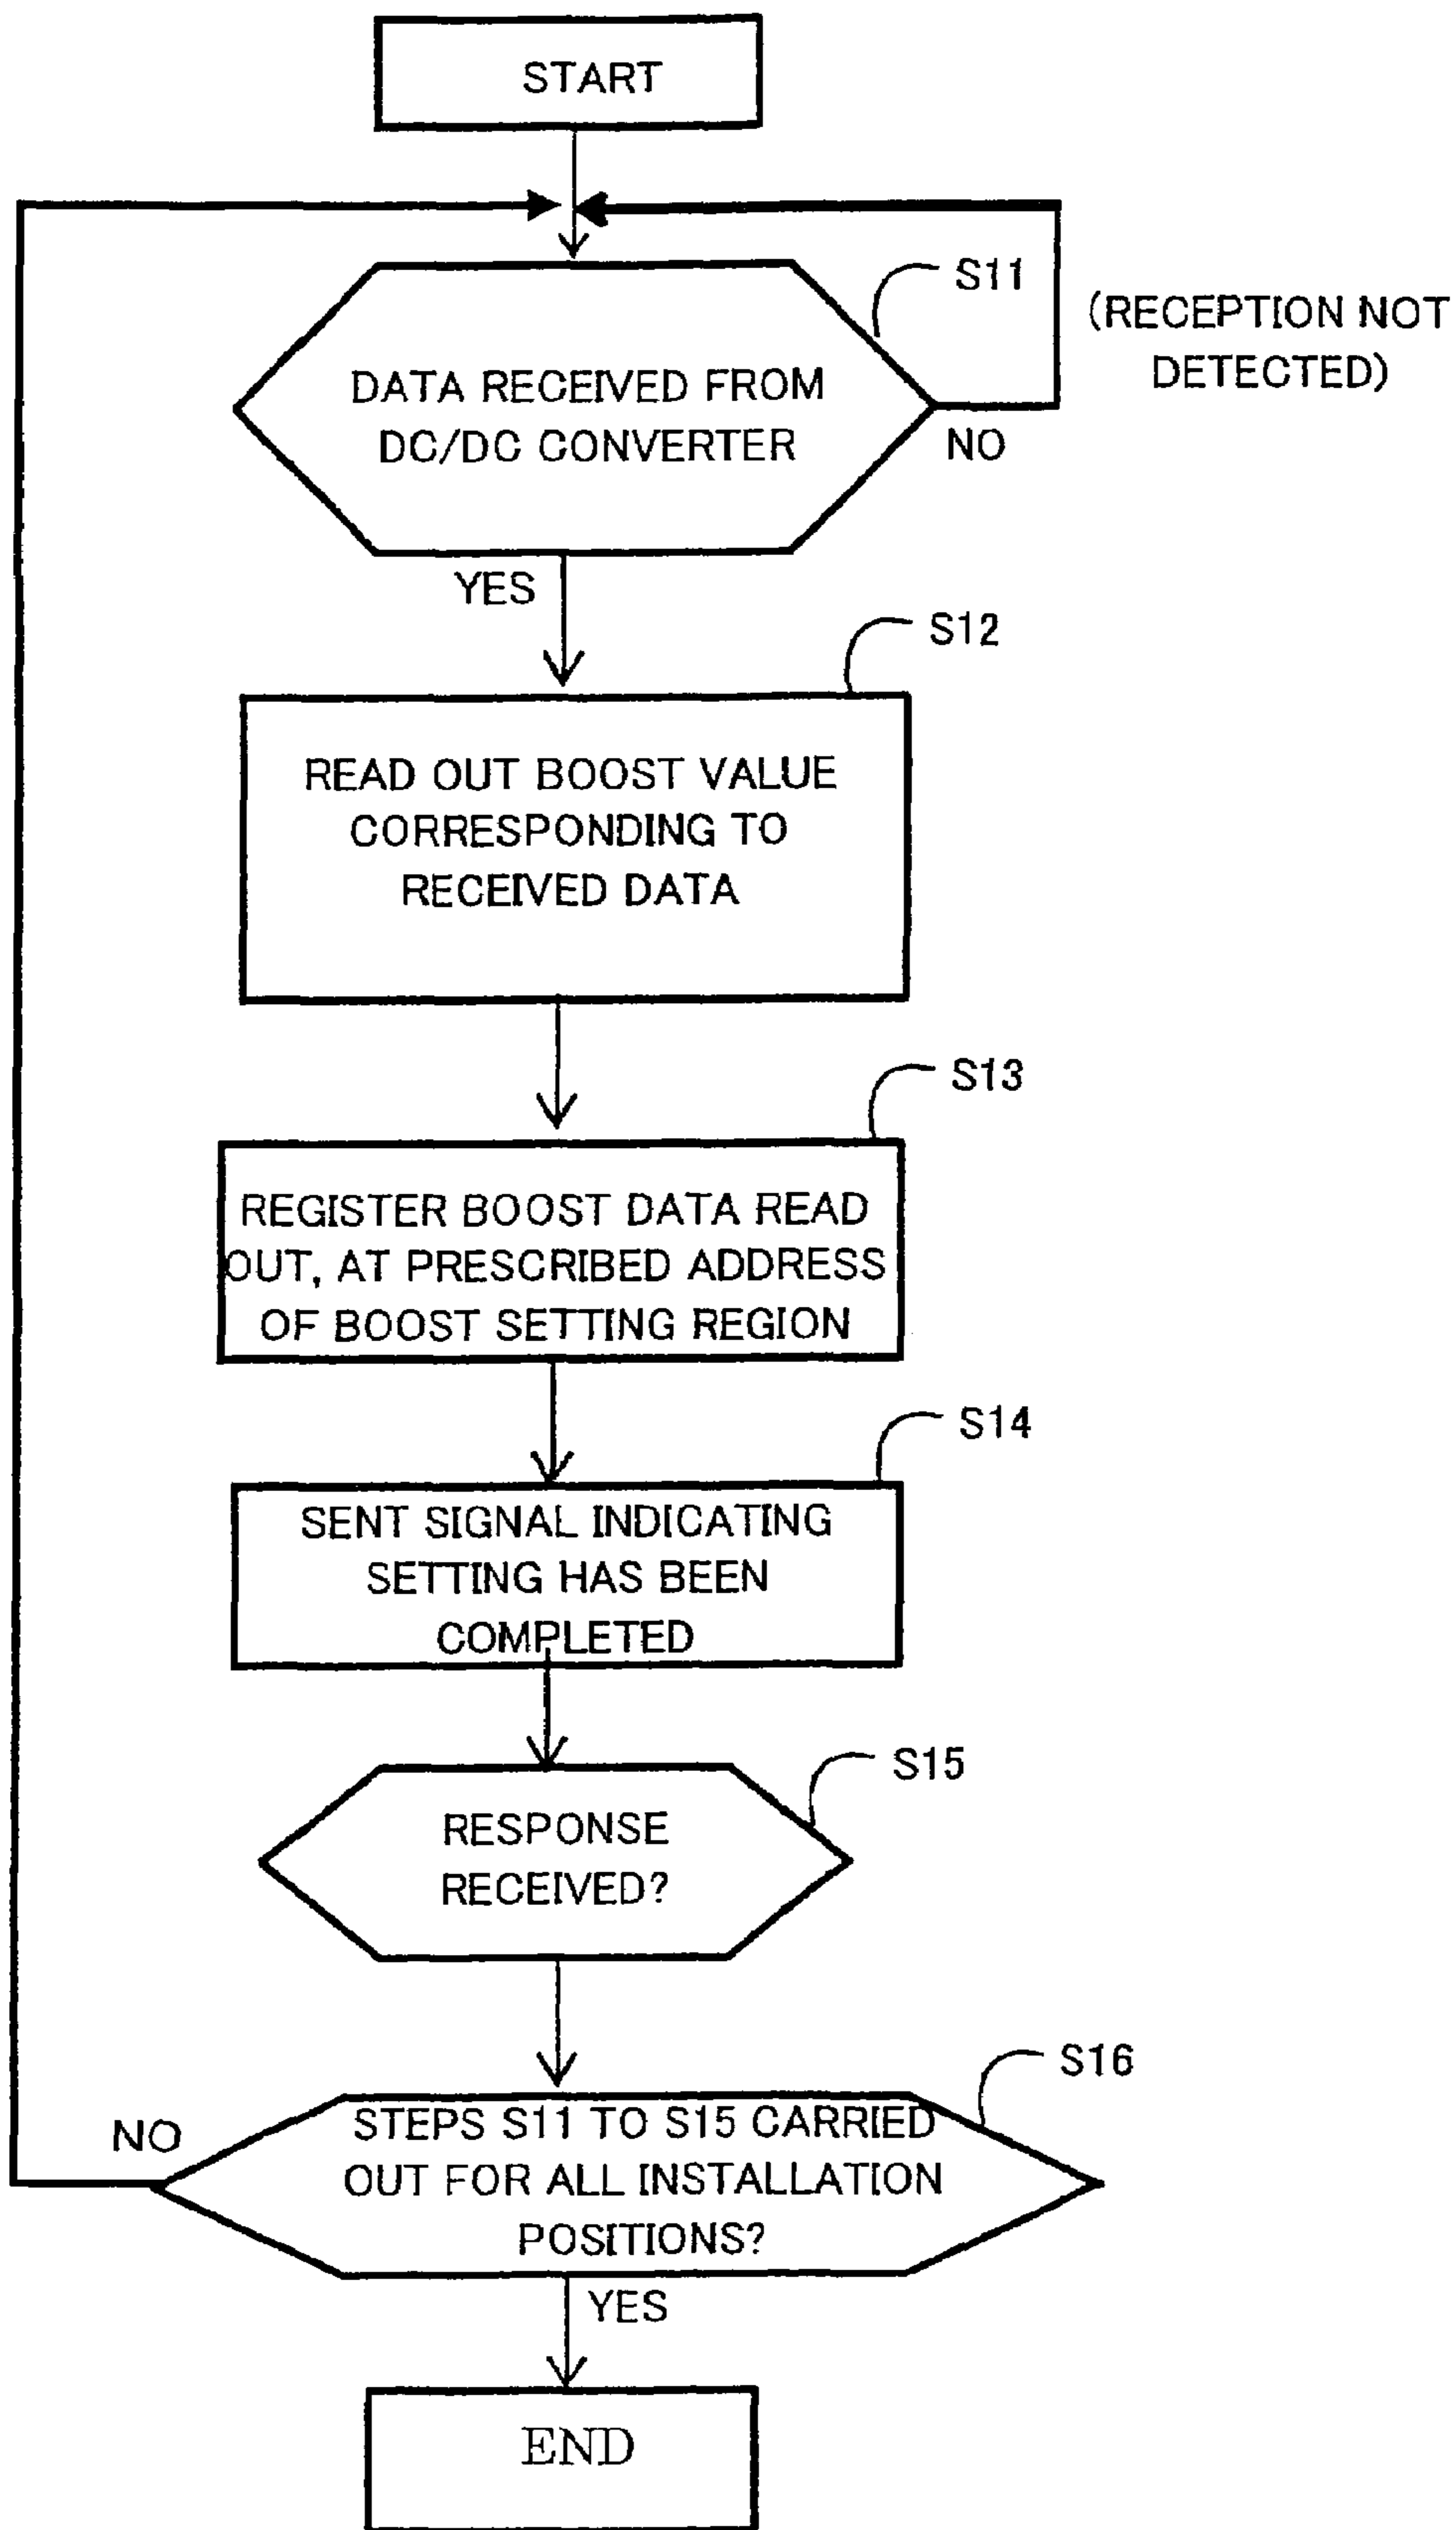 START
S11
(RECEPTION NOT
DETECTED)
DATA RECEIVED FROM
DC/DC CONVERTER
NO
YES
S12
READ OUT BOOST VALUE
CORRESPONDING TO
RECEIVED DATA
S13
REGISTER BOOST DATA READ
OUT, AT PRESCRIBED ADDRESS
OF BOOST SETTING REGION
S14
SENT SIGNAL INDICATING
SETTING HAS BEEN
COMPLETED
S15
RESPONSE
RECEIVED?
S16
NO
STEPS S11 TO S15 CARRIED
OUT FOR ALL INSTALLATION
POSITIONS?
YES
END